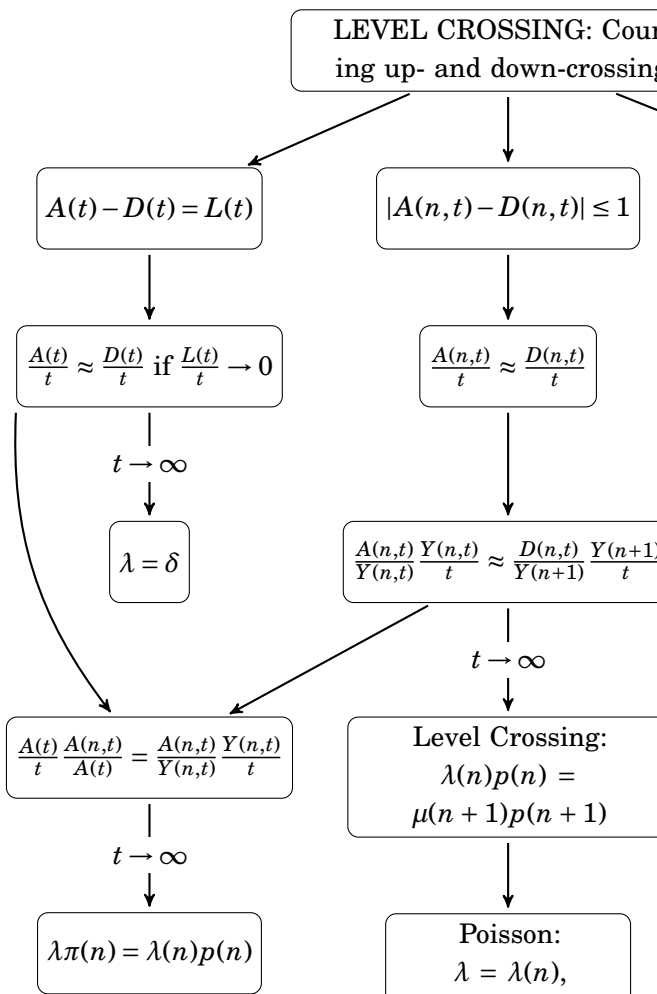 LEVEL CROSSING: Coun
ing up- and down-crossing
A(t) − D(t) = L(t)
|A(n, t) − D(n, t)| ≤ 1
A(t)/t ≈ D(t)/t if L(t)/t → 0
A(n,t)/t ≈ D(n,t)/t
t → ∞
λ = δ
A(n,t)/Y(n,t) Y(n,t)/t ≈ D(n,t)/Y(n+1) Y(n+1)/t
t → ∞
A(t)/t A(n,t)/A(t) = A(n,t)/Y(n,t) Y(n,t)/t
Level Crossing:
λ(n)p(n) =
μ(n + 1)p(n + 1)
t → ∞
λπ(n) = λ(n)p(n)
Poisson:
λ = λ(n),